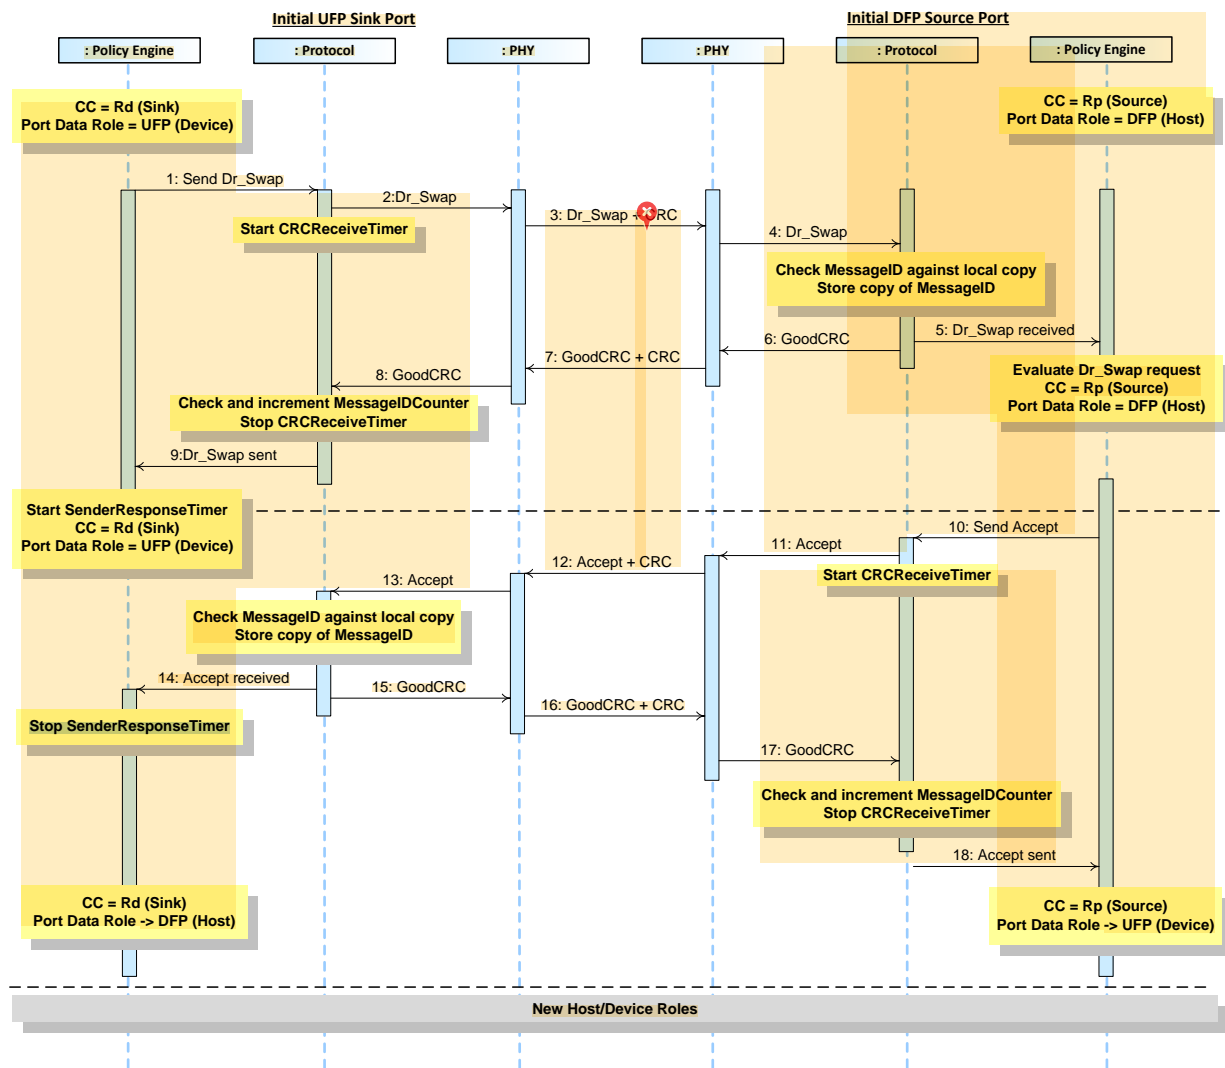 Initial UFP Sink Port
Initial DFP Source Port
: Policy Engine
: Protocol
: PHY
: PHY
: Protocol
: Policy Engine
CC = Rd (Sink)
Port Data Role = UFP (Device)
CC = Rp (Source)
Port Data Role = DFP (Host)
1: Send Dr_Swap
2:Dr_Swap
Start CRCReceiveTimer
3: Dr_Swap + CRC
4: Dr_Swap
Check MessageID against local copy
Store copy of MessageID
5: Dr_Swap received
6: GoodCRC
7: GoodCRC + CRC
8: GoodCRC
Evaluate Dr_Swap request
CC = Rp (Source)
Port Data Role = DFP (Host)
Check and increment MessageIDCounter
Stop CRCReceiveTimer
9:Dr_Swap sent
Start SenderResponseTimer
CC = Rd (Sink)
Port Data Role = UFP (Device)
10: Send Accept
11: Accept
Start CRCReceiveTimer
12: Accept + CRC
13: Accept
Check MessageID against local copy
Store copy of MessageID
14: Accept received
15: GoodCRC
16: GoodCRC + CRC
Stop SenderResponseTimer
17: GoodCRC
Check and increment MessageIDCounter
Stop CRCReceiveTimer
18: Accept sent
CC = Rd (Sink)
Port Data Role -> DFP (Host)
CC = Rp (Source)
Port Data Role -> UFP (Device)
New Host/Device Roles